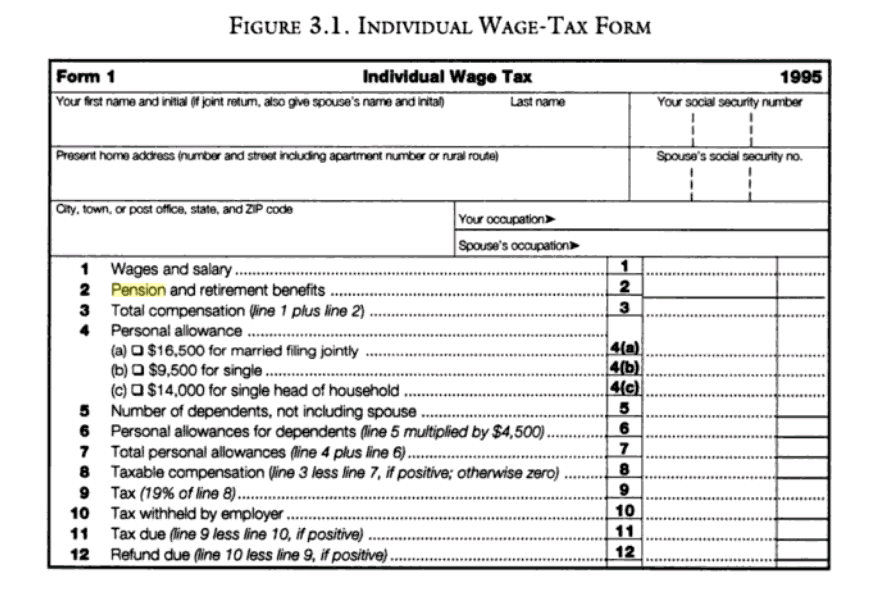 FIGURE 3.1. INDIVIDUAL WAGE-TAX FORM
Form 1 Individual Wage Tax 1995
Your first name and initial (if joint return, also give spouse's name and inital) Last name Your social security number
Present home address (number and street including apartment number or rural route) Spouse's social security no.
City, town, or post office, state, and ZIP code
Your occupation➤
Spouse's occupation➤
1 Wages and salary 1
2 Pension and retirement benefits 2
3 Total compensation (line 1 plus line 2) 3
4 Personal allowance
(a) ❑ $16,500 for married filing jointly 4(a)
(b) ❑ $9,500 for single 4(b)
(c) ❑ $14,000 for single head of household 4(c)
5 Number of dependents, not including spouse 5
6 Personal allowances for dependents (line 5 multiplied by $4,500) 6
7 Total personal allowances (line 4 plus line 6) 7
8 Taxable compensation (line 3 less line 7, if positive; otherwise zero) 8
9 Tax (19% of line 8) 9
10 Tax withheld by employer 10
11 Tax due (line 9 less line 10, if positive) 11
12 Refund due (line 10 less line 9, if positive) 12